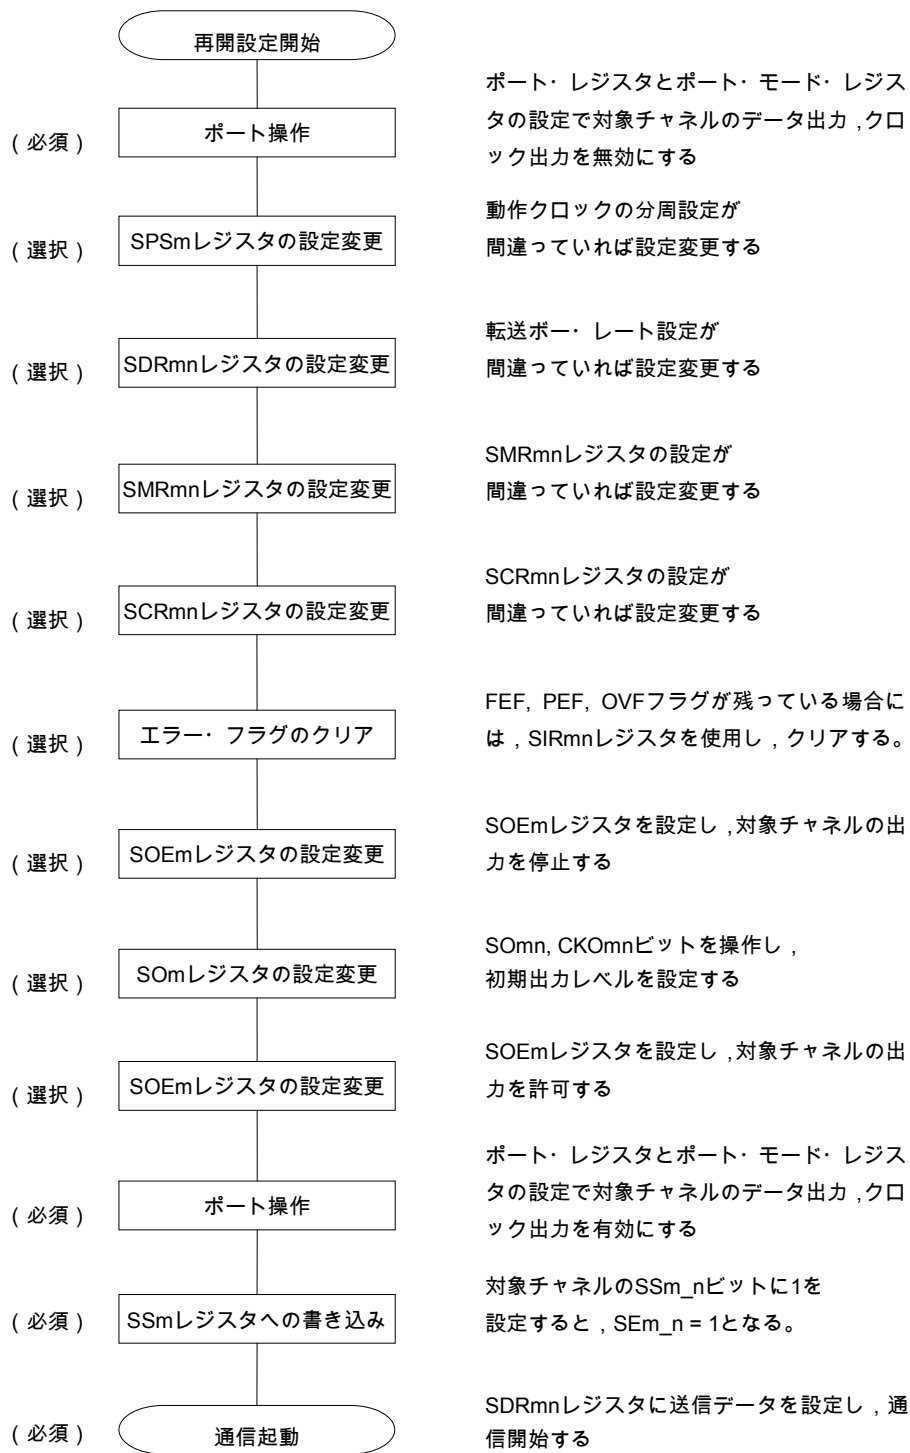 再開設定開始
ポート・レジスタとポート・モード・レジス
タの設定で対象チャネルのデータ出力,クロ
ック出力を無効にする
(必須)
ポート操作
動作クロックの分周設定が
間違っていれば設定変更する
(選択)
SPSmレジスタの設定変更
転送ボー・レート設定が
間違っていれば設定変更する
(選択)
SDRmnレジスタの設定変更
SMRmnレジスタの設定が
間違っていれば設定変更する
(選択)
SMRmnレジスタの設定変更
SCRmnレジスタの設定が
間違っていれば設定変更する
(選択)
SCRmnレジスタの設定変更
FEF, PEF, OVFフラグが残っている場合に
は,SIRmnレジスタを使用し,クリアする。
(選択)
エラー・フラグのクリア
SOEmレジスタを設定し,対象チャネルの出
力を停止する
(選択)
SOEmレジスタの設定変更
SOmn, CKOmnビットを操作し,
初期出力レベルを設定する
(選択)
SOmレジスタの設定変更
SOEmレジスタを設定し,対象チャネルの出
力を許可する
(選択)
SOEmレジスタの設定変更
ポート・レジスタとポート・モード・レジス
タの設定で対象チャネルのデータ出力,クロ
ック出力を有効にする
(必須)
ポート操作
対象チャネルのSSm_nビットに1を
設定すると,SEm_n = 1となる。
(必須)
SSmレジスタへの書き込み
SDRmnレジスタに送信データを設定し,通
信開始する
(必須)
通信起動